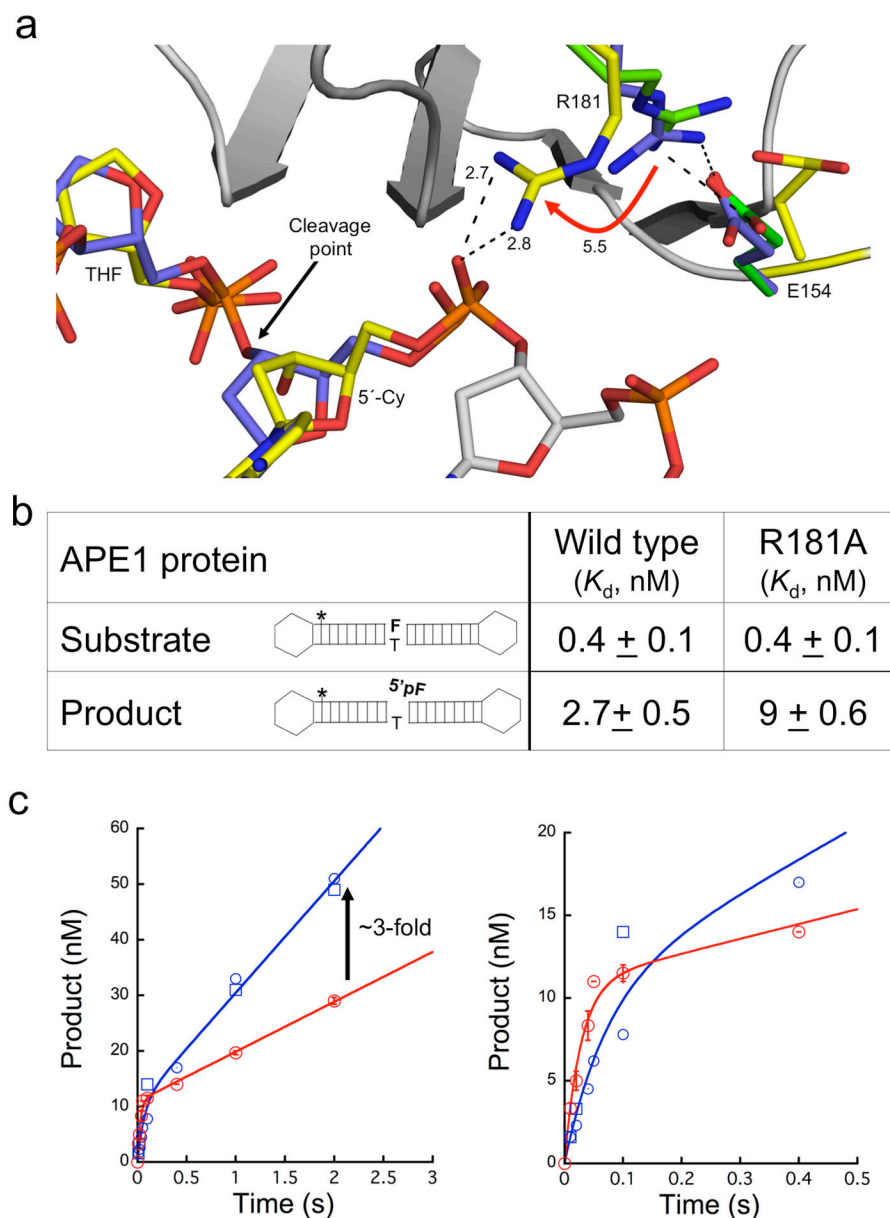 a
R181
2.7
Cleavage
point
2.8
THF
5.5
E154
5´-Cy
b
APE1 protein
Wild type
(Kd, nM)
R181A
(Kd, nM)
Substrate
*
F
T
0.4 ± 0.1
0.4 ± 0.1
Product
*
5'pF
T
2.7± 0.5
9 ± 0.6
c
60
50
40
30
20
10
0
Product (nM)
~3-fold
0 0.5 1 1.5 2 2.5 3
Time (s)
20
15
10
5
0
Product (nM)
0 0.1 0.2 0.3 0.4 0.5
Time (s)